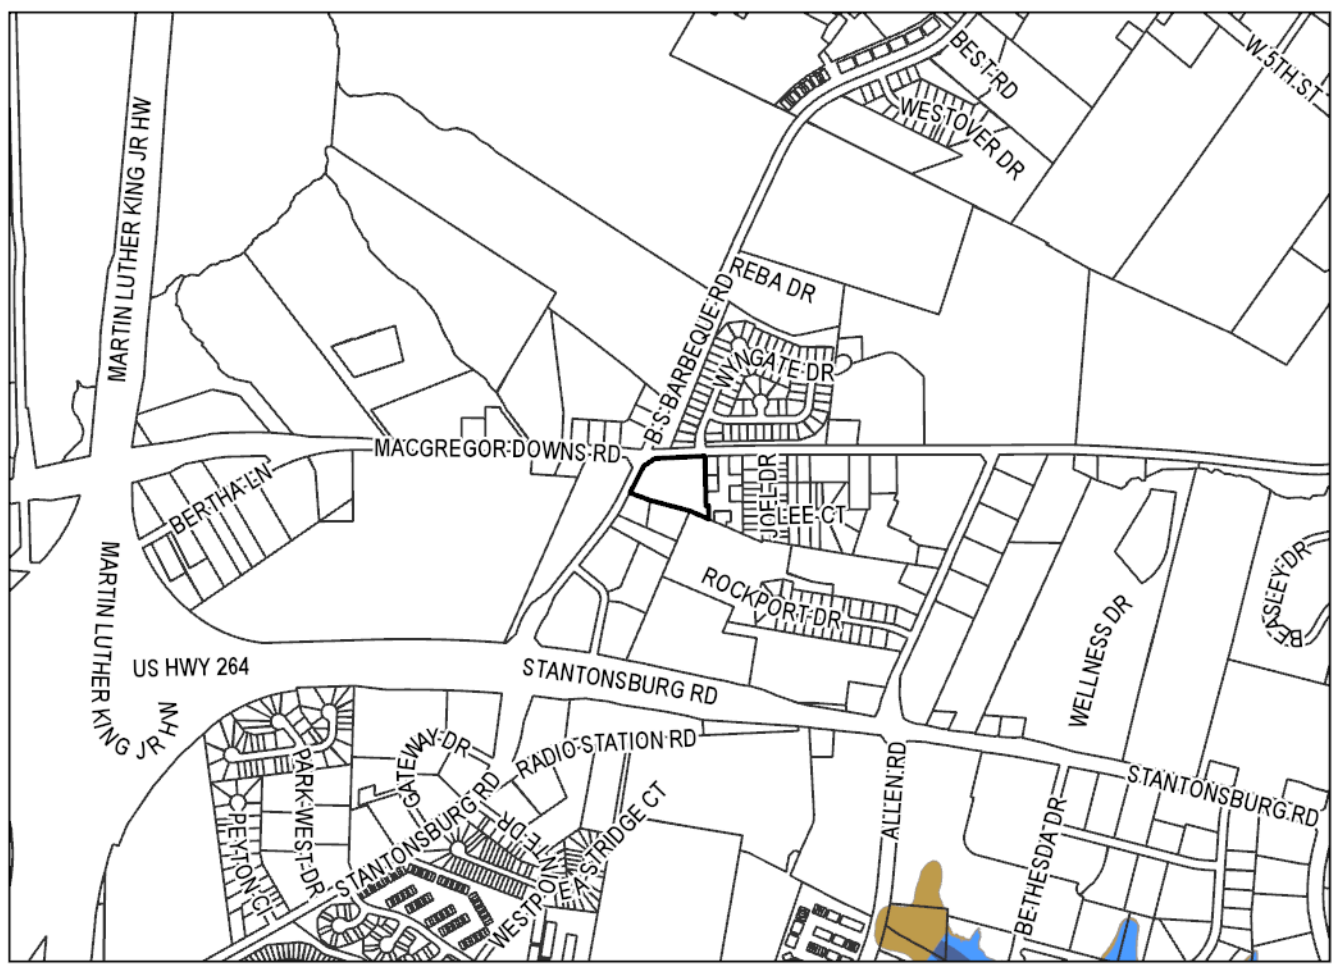 W 5TH ST
BEST RD
WESTOVER DR
MARTIN LUTHER KING JR HW
REBA DR
B S BARBEQUE RD
WYNGATE DR
MACGREGOR DOWNS RD
BERTHA LN
JOEL DR
LEE CT
ROCKPORT DR
BEASLEY DR
WELLNESS DR
MARTIN LUTHER KING JR HW
US HWY 264
STANTONSBURG RD
GATEWAY DR
RADIO STATION RD
PARK WEST DR
PEYTON CI
STANTONSBURG RD
WESTPOINTE DR
EASTRIDGE CT
ALLEN RD
BETHESDA DR
STANTONSBURG RD